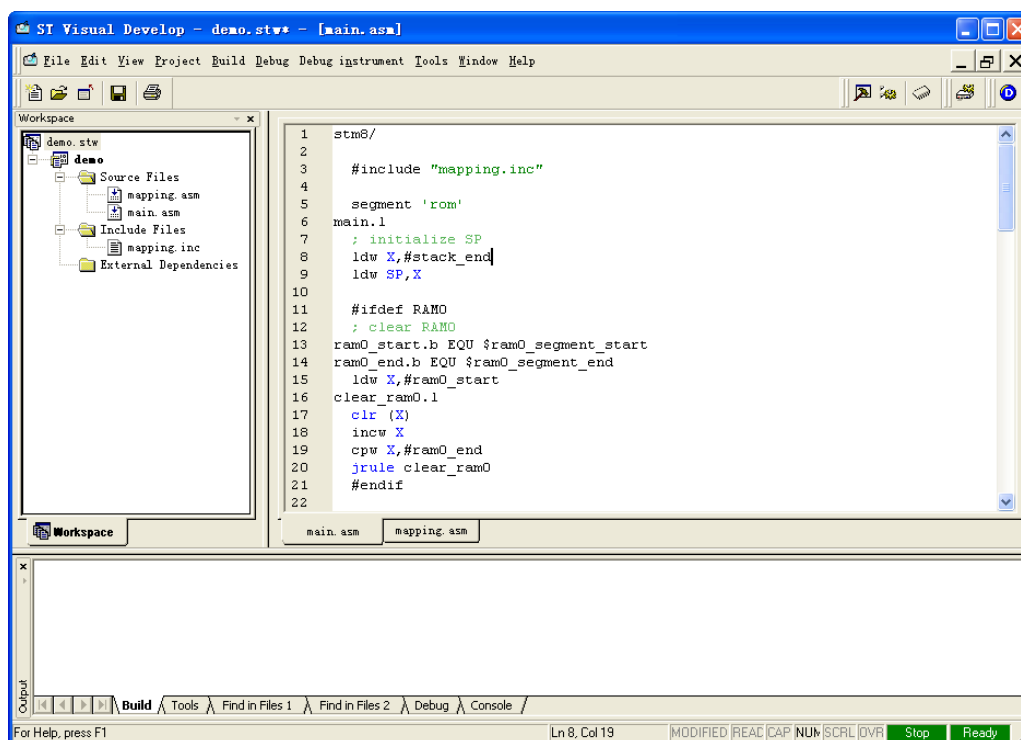 ST Visual Develop - demo.stw* - [main.asm]
File Edit View Project Build Debug Debug instrument Tools Window Help
Workspace
demo.stw
demo
Source Files
mapping.asm
main.asm
Include Files
mapping.inc
External Dependencies
Workspace
1 stm8/
2
3 #include "mapping.inc"
4
5 segment 'rom'
6 main.l
7 ; initialize SP
8 ldw X,#stack_end
9 ldw SP,X
10
11 #ifdef RAM0
12 ; clear RAM0
13 ram0_start.b EQU $ram0_segment_start
14 ram0_end.b EQU $ram0_segment_end
15 ldw X,#ram0_start
16 clear_ram0.l
17 clr (X)
18 incw X
19 cpw X,#ram0_end
20 jrule clear_ram0
21 #endif
22
main.asm mapping.asm
Output
Build Tools Find in Files 1 Find in Files 2 Debug Console
For Help, press F1 Ln 8, Col 19 MODIFIED READ CAP NUM SCRL OVR Stop Ready